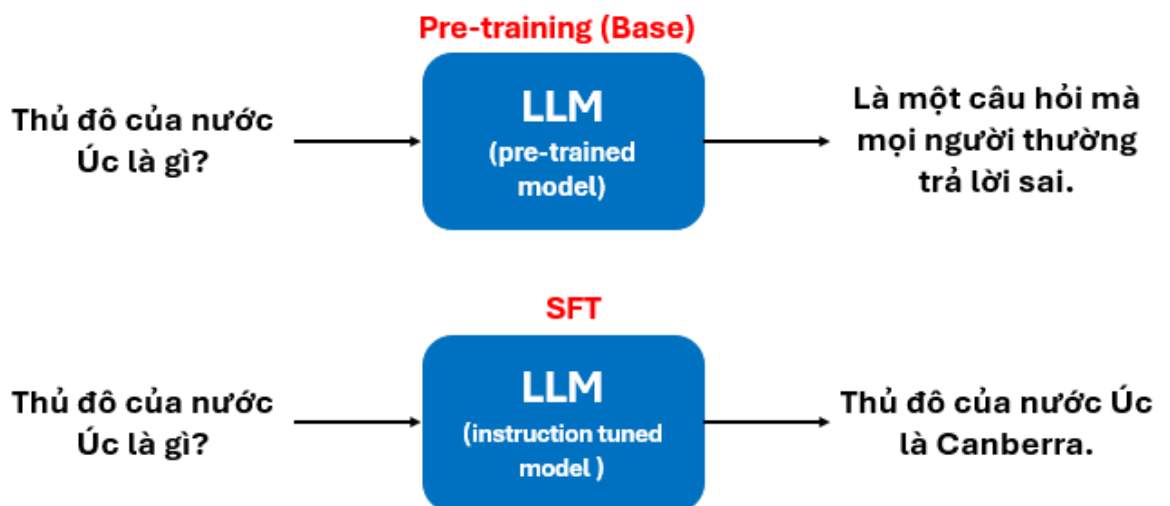 Pre-training (Base)
Thủ đô của nước
Úc là gì?
LLM
(pre-trained
model)
Là một câu hỏi mà
mọi người thường
trả lời sai.
SFT
Thủ đô của nước
Úc là gì?
LLM
(instruction tuned
model )
Thủ đô của nước Úc
là Canberra.